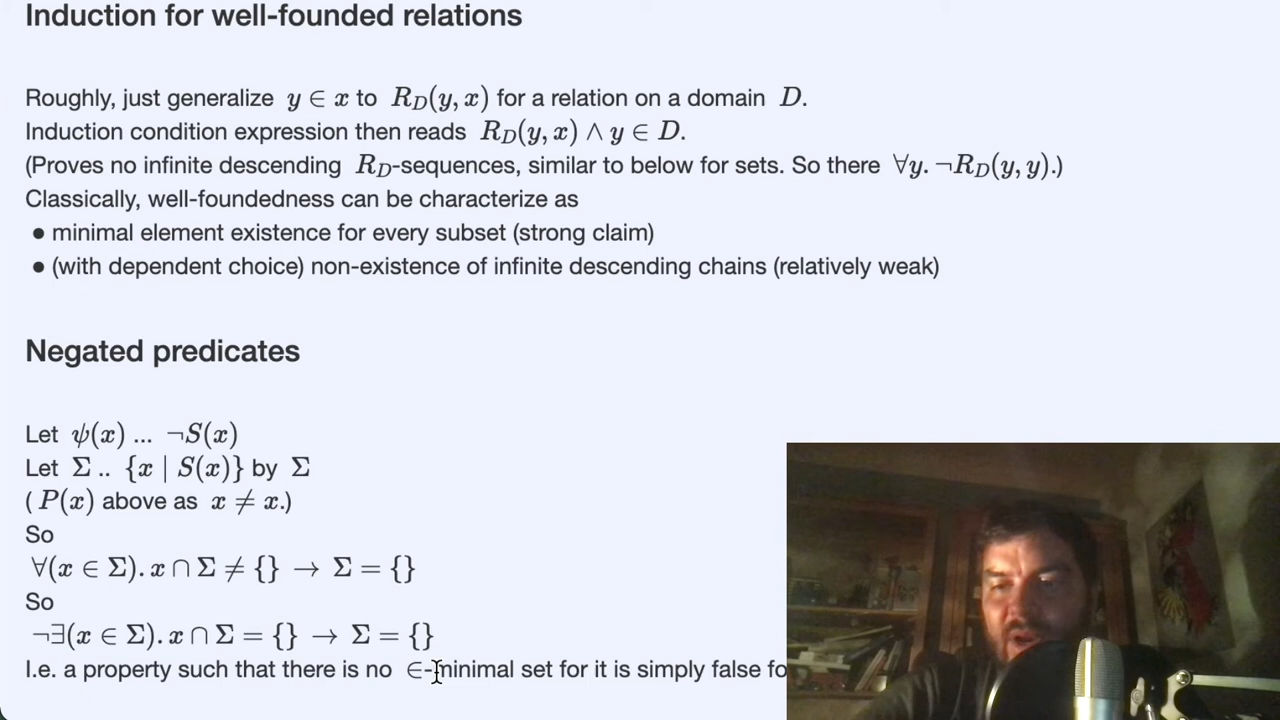 Induction for well-founded relations
Roughly, just generalize y ∈ x to R_D(y, x) for a relation on a domain D.
Induction condition expression then reads R_D(y, x) ∧ y ∈ D.
(Proves no infinite descending R_D-sequences, similar to below for sets. So there ∀y. ¬R_D(y, y).)
Classically, well-foundedness can be characterize as
• minimal element existence for every subset (strong claim)
• (with dependent choice) non-existence of infinite descending chains (relatively weak)
Negated predicates
Let ψ(x) ... ¬S(x)
Let Σ .. {x | S(x)} by Σ
( P(x) above as x ≠ x.)
So
∀(x ∈ Σ). x ∩ Σ ≠ {} → Σ = {}
So
¬∃(x ∈ Σ). x ∩ Σ = {} → Σ = {}
I.e. a property such that there is no ∈-minimal set for it is simply false fo